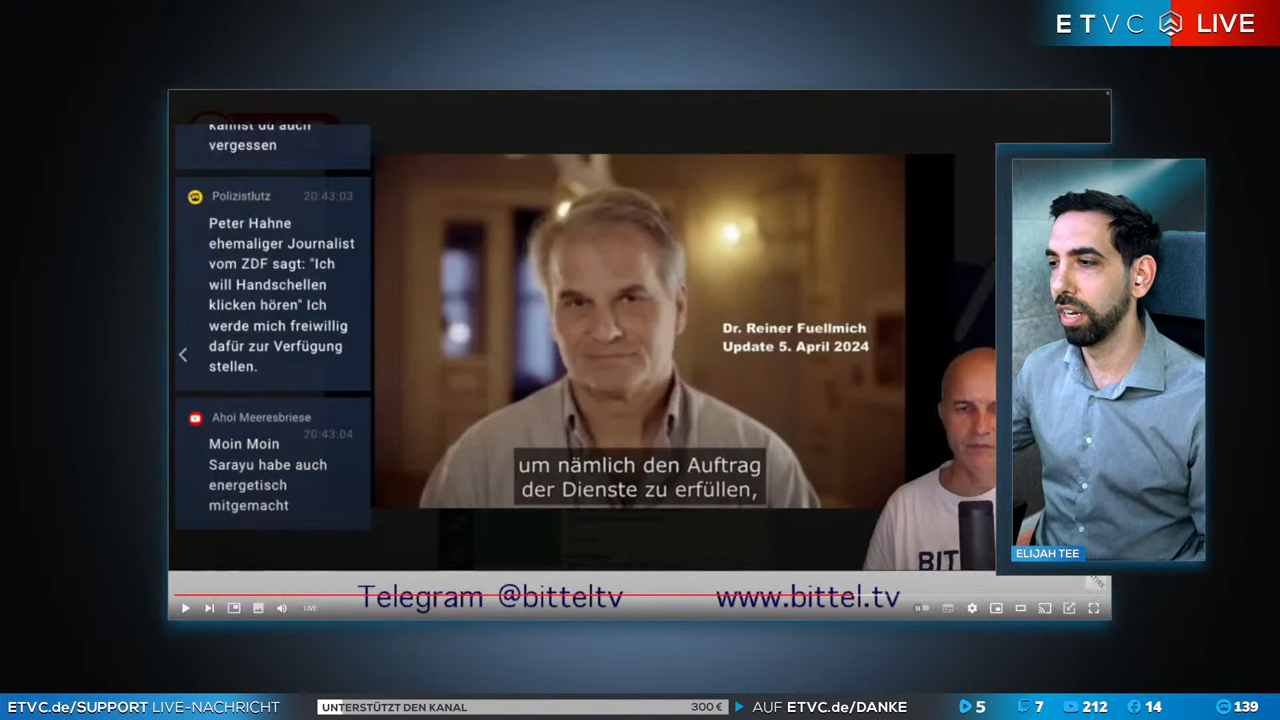 ETVC LIVE
kannst du auch
vergessen
Polizistlutz 20:43:03
Peter Hahne
ehemaliger Journalist
vom ZDF sagt: "Ich
will Handschellen
klicken hören" Ich
werde mich freiwillig
dafür zur Verfügung
stellen.
Ahoi Meeresbriese
20:43:04
Moin Moin
Sarayu habe auch
energetisch
mitgemacht
Dr. Reiner Fuellmich
Update 5. April 2024
um nämlich den Auftrag
der Dienste zu erfüllen,
BIT
ELIJAH TEE
Telegram @bitteltv www.bittel.tv
LIVE
ETVC.de/SUPPORT LIVE-NACHRICHT
UNTERSTÜTZT DEN KANAL 300 €
AUF ETVC.de/DANKE
5 7 212 14 139